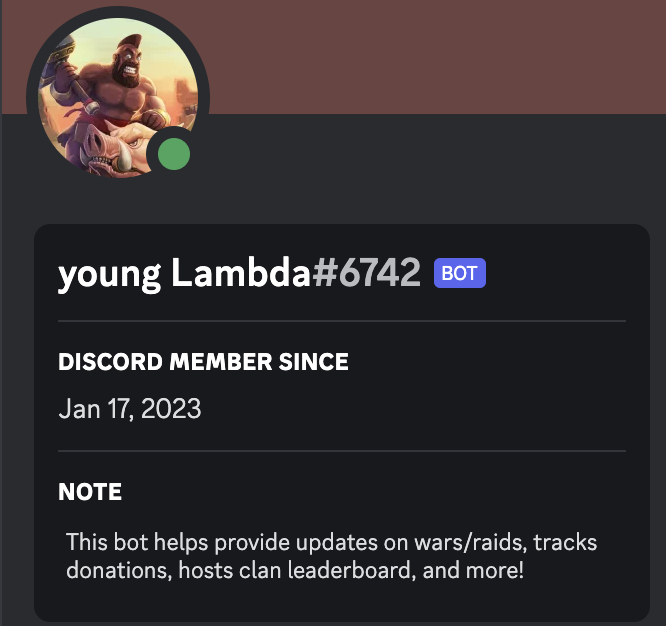 young Lambda#6742 BOT
DISCORD MEMBER SINCE
Jan 17, 2023
NOTE
This bot helps provide updates on wars/raids, tracks
donations, hosts clan leaderboard, and more!